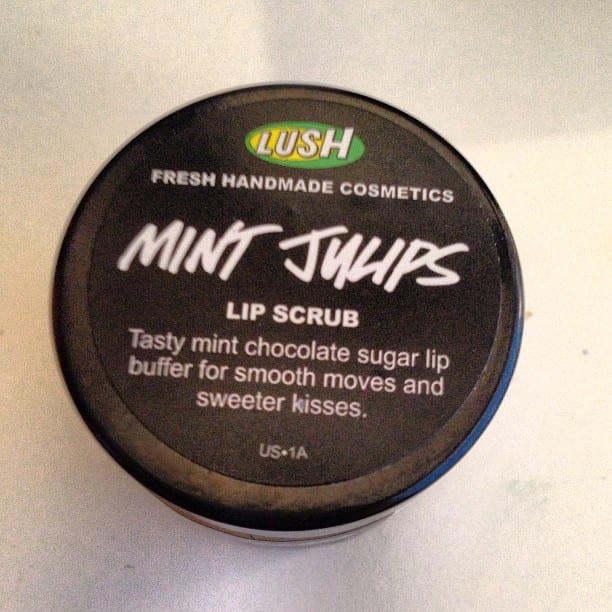 LUSH
FRESH HANDMADE COSMETICS
MINT JULIPS
LIP SCRUB
Tasty mint chocolate sugar lip
buffer for smooth moves and
sweeter kisses.
US•1A